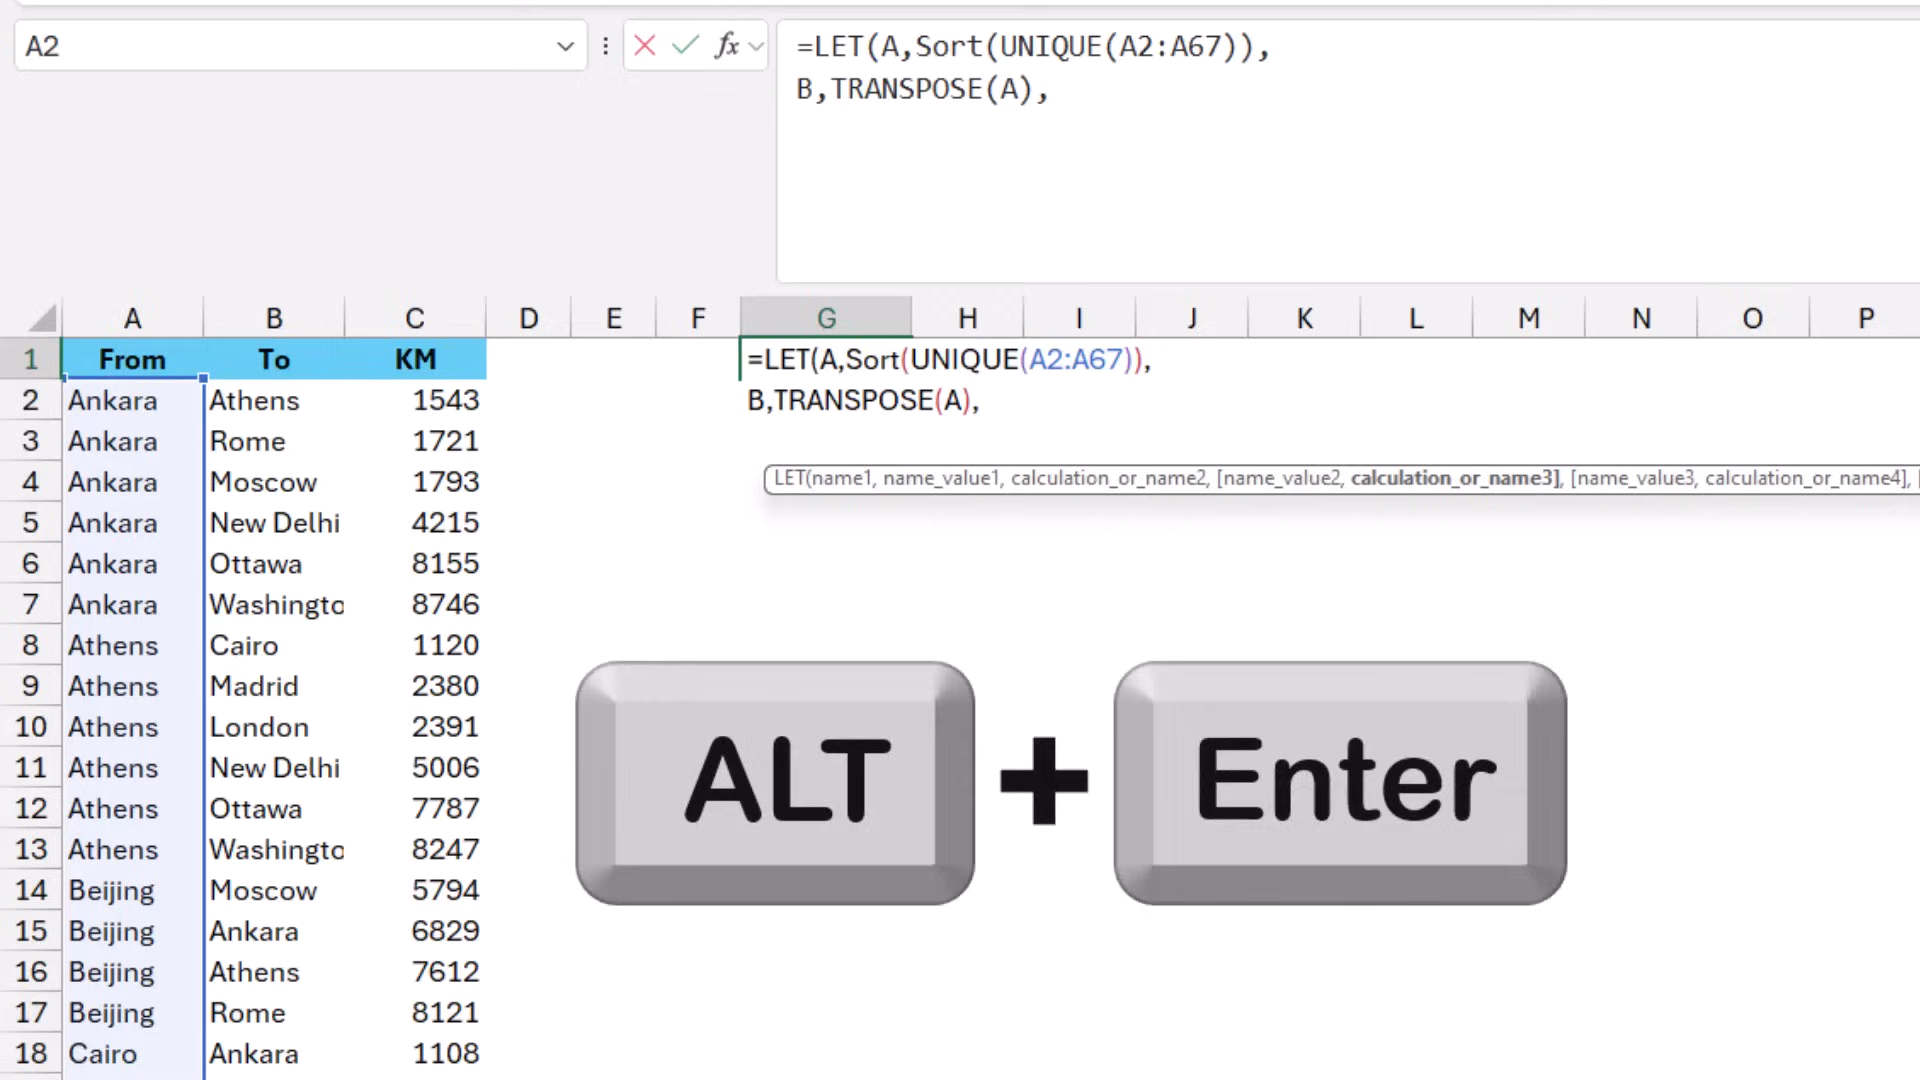 A2
fx
=LET(A,Sort(UNIQUE(A2:A67)),
B,TRANSPOSE(A),
A B C D E F G H I J K L M N O P
1 From To KM =LET(A,Sort(UNIQUE(A2:A67)),
2 Ankara Athens 1543 B,TRANSPOSE(A),
3 Ankara Rome 1721
4 Ankara Moscow 1793 LET(name1, name_value1, calculation_or_name2, [name_value2, calculation_or_name3], [name_value3, calculation_or_name4], [
5 Ankara New Delhi 4215
6 Ankara Ottawa 8155
7 Ankara Washingto 8746
8 Athens Cairo 1120
9 Athens Madrid 2380
10 Athens London 2391
11 Athens New Delhi 5006
12 Athens Ottawa 7787
13 Athens Washingto 8247
14 Beijing Moscow 5794
15 Beijing Ankara 6829
16 Beijing Athens 7612
17 Beijing Rome 8121
18 Cairo Ankara 1108
ALT + Enter